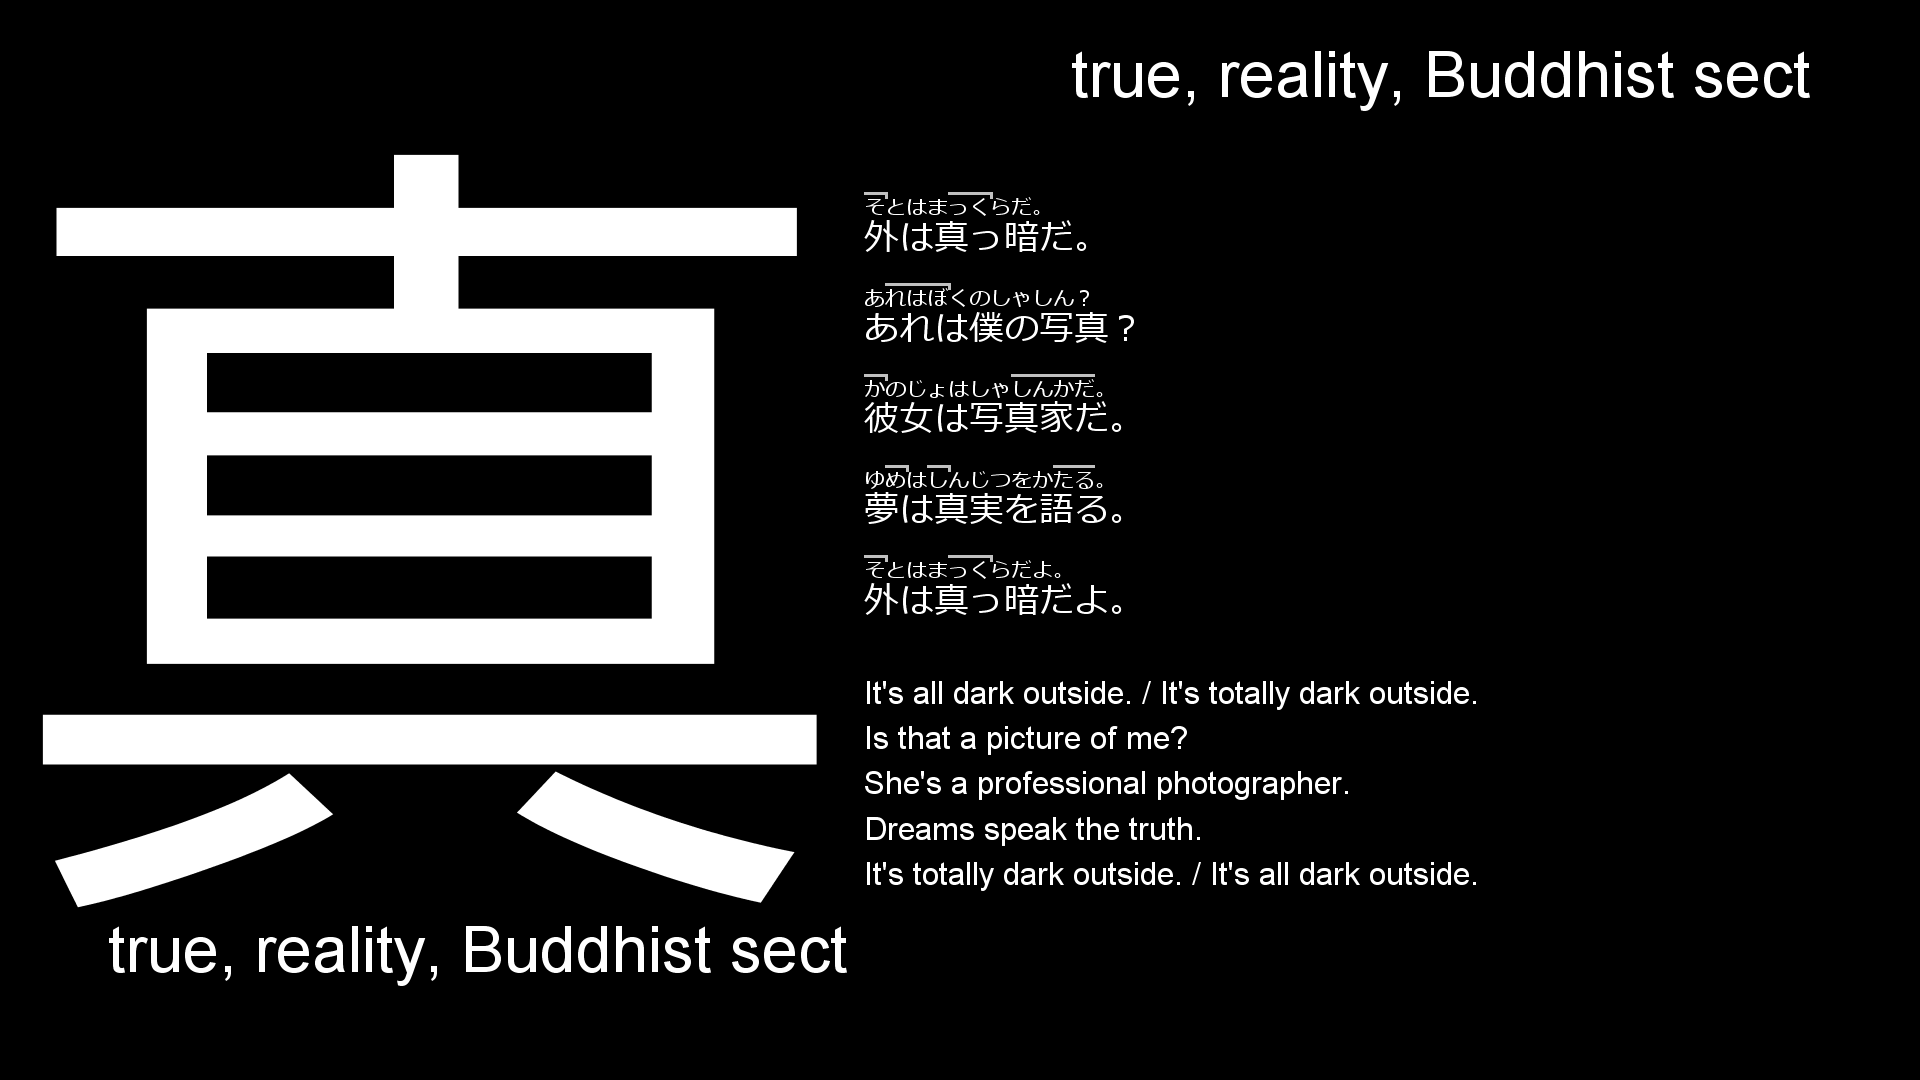 true, reality, Buddhist sect
真
そとはまっくらだ。
外は真っ暗だ。
あれはぼくのしゃしん？
あれは僕の写真？
かのじょはしゃしんかだ。
彼女は写真家だ。
ゆめはしんじつをかたる。
夢は真実を語る。
そとはまっくらだよ。
外は真っ暗だよ。
It's all dark outside. / It's totally dark outside.
Is that a picture of me?
She's a professional photographer.
Dreams speak the truth.
It's totally dark outside. / It's all dark outside.
true, reality, Buddhist sect